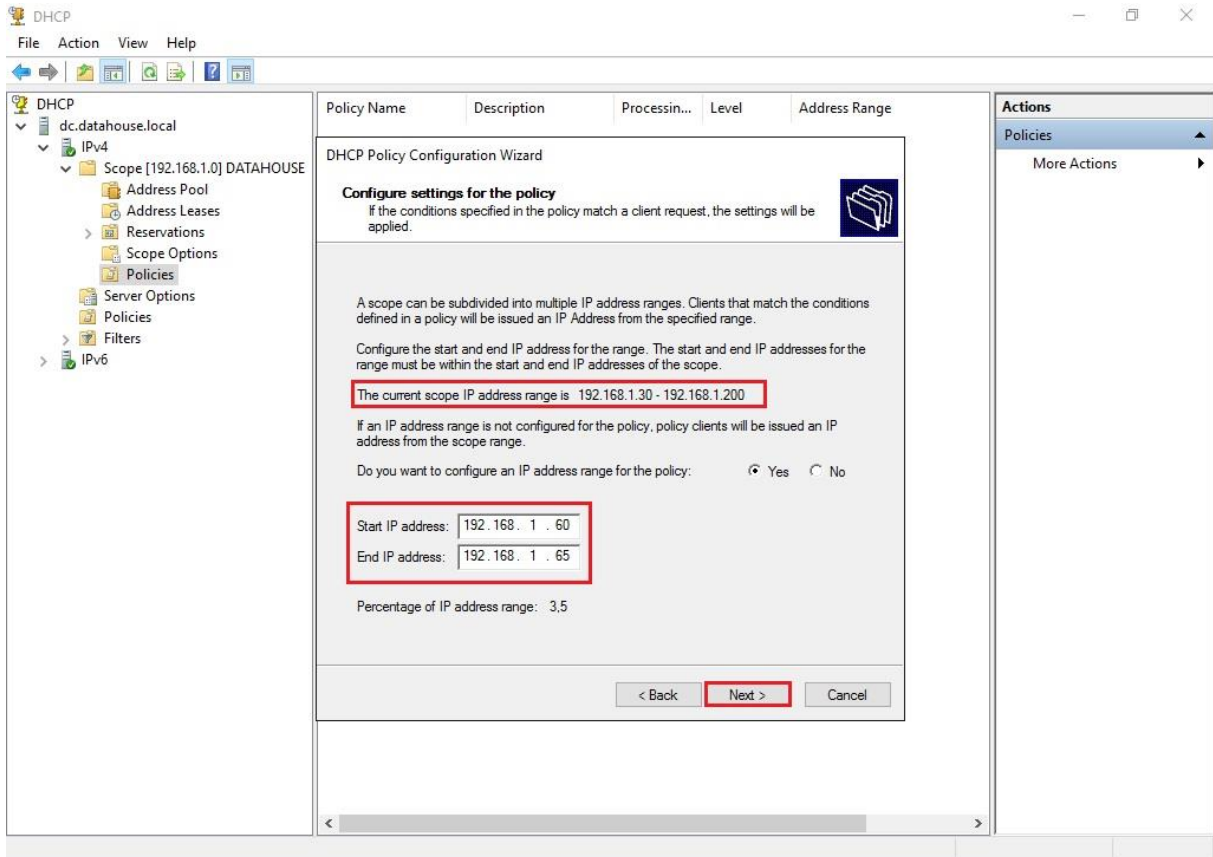 DHCP
File Action View Help
DHCP
dc.datahouse.local
IPv4
Scope [192.168.1.0] DATAHOUSE
Address Pool
Address Leases
Reservations
Scope Options
Policies
Server Options
Policies
Filters
IPv6
Policy Name Description Processin... Level Address Range
DHCP Policy Configuration Wizard
Configure settings for the policy
If the conditions specified in the policy match a client request, the settings will be
applied.
A scope can be subdivided into multiple IP address ranges. Clients that match the conditions
defined in a policy will be issued an IP Address from the specified range.
Configure the start and end IP address for the range. The start and end IP addresses for the
range must be within the start and end IP addresses of the scope.
The current scope IP address range is 192.168.1.30 - 192.168.1.200
If an IP address range is not configured for the policy, policy clients will be issued an IP
address from the scope range.
Do you want to configure an IP address range for the policy: Yes No
Start IP address: 192.168. 1 . 60
End IP address: 192.168. 1 . 65
Percentage of IP address range: 3,5
< Back Next > Cancel
Actions
Policies
More Actions